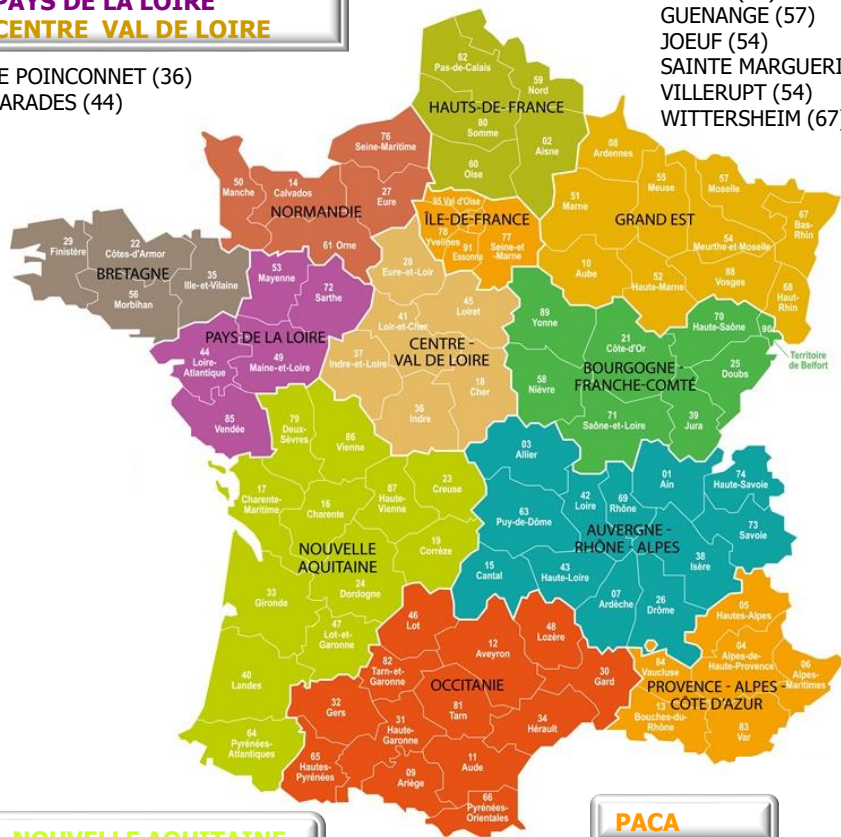 PAYS DE LA LOIRE
CENTRE VAL DE LOIRE
E POINCONNET (36)
ARADES (44)
GUENANGE (57)
JOEUF (54)
SAINTE MARGUERI
VILLERUPT (54)
WITTERSHEIM (67)
62
Pas-de-Calais
59
Nord
HAUTS-DE-FRANCE
80
Somme
02
Aisne
60
Oise
76
Seine-Maritime
50
Manche
14
Calvados
27
Eure
NORMANDIE
61 Orne
95 Val d'Oise
ÎLE-DE-FRANCE
78
Yvelines
91
Essonne
77
Seine-et
-Marne
08
Ardennes
55
Meuse
57
Moselle
51
Marne
GRAND EST
67
Bas-
Rhin
54
Meurthe-et-Moselle
10
Aube
52
Haute-Marne
88
Vosges
68
Haut-
Rhin
29
Finistère
22
Côtes-d'Armor
BRETAGNE
35
Ille-et-Vilaine
56
Morbihan
53
Mayenne
72
Sarthe
PAYS DE LA LOIRE
44
Loire-
Atlantique
49
Maine-et-Loire
85
Vendée
28
Eure-et-Loir
45
Loiret
41
Loir-et-Cher
CENTRE -
VAL DE LOIRE
37
Indre-et-Loire
18
Cher
36
Indre
89
Yonne
21
Côte-d'Or
70
Haute-Saône
90
Territoire
de Belfort
BOURGOGNE -
FRANCHE-COMTÉ
25
Doubs
58
Nièvre
71
Saône-et-Loire
39
Jura
79
Deux-
Sèvres
86
Vienne
17
Charente-
Maritime
16
Charente
87
Haute-
Vienne
23
Creuse
19
Corrèze
NOUVELLE
AQUITAINE
24
Dordogne
33
Gironde
47
Lot-et-
Garonne
40
Landes
64
Pyrénées-
Atlantiques
03
Allier
01
Ain
74
Haute-Savoie
42
Loire
69
Rhône
63
Puy-de-Dôme
73
Savoie
AUVERGNE -
RHÔNE - ALPES
38
Isère
15
Cantal
43
Haute-Loire
07
Ardèche
26
Drôme
46
Lot
12
Aveyron
48
Lozère
82
Tarn-et-
Garonne
OCCITANIE
30
Gard
32
Gers
81
Tarn
31
Haute-
Garonne
34
Hérault
65
Hautes-
Pyrénées
09
Ariège
11
Aude
66
Pyrénées-
Orientales
05
Hautes-Alpes
04
Alpes-de-
Haute-Provence
06
Alpes-
Maritimes
84
Vaucluse
PROVENCE - ALPES -
CÔTE D'AZUR
13
Bouches-du-
Rhône
83
Var
NOUVELLE AQUITAINE
PACA